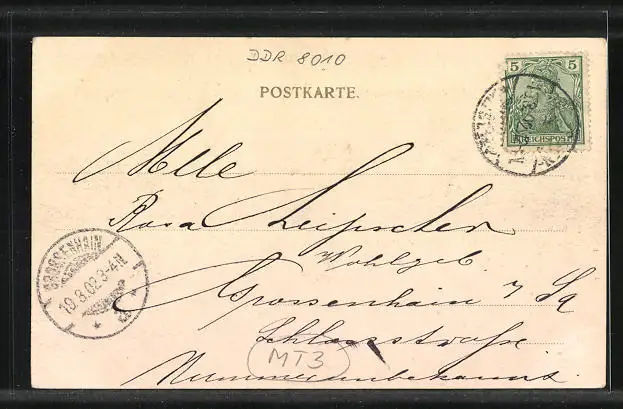 DDR 8010
POSTKARTE.
5 5
REICHSPOST
Mlle
Rosa Leipscher
Wohlgeb
Grossenhain i/Sa
Schlossstraße
MT3
Nummer unbekannt.
GROSSENHAIN
10.8.02.3-4N